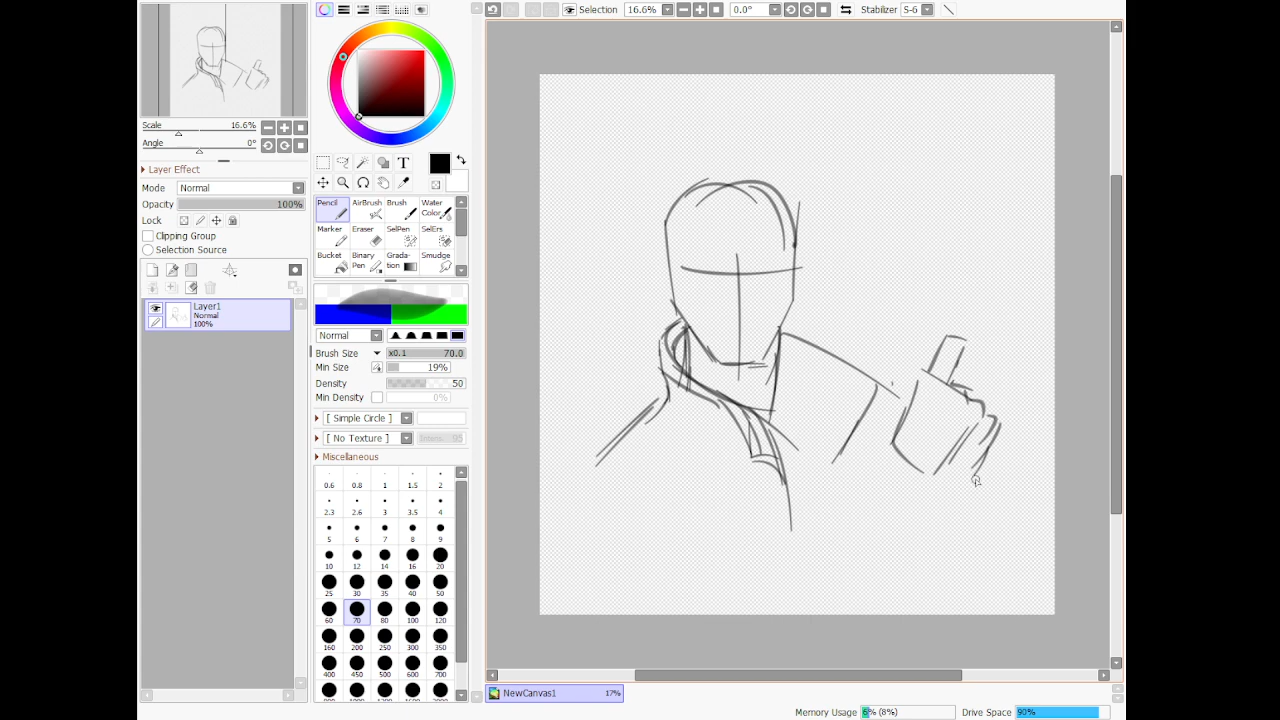 Selection 16.6% 0.0° Stabilizer S-6
Scale 16.6%
Angle 0°
Layer Effect
Mode Normal
Opacity 100%
Lock
Clipping Group
Selection Source
Layer1
Normal
100%
T
Pencil AirBrush Brush Water Color
Marker Eraser SelPen SelErs
Bucket Binary Pen Grada-tion Smudge
Normal
Brush Size x0.1 70.0
Min Size 19%
Density 50
Min Density 0%
[ Simple Circle ]
[ No Texture ] 95
Miscellaneous
0.6 0.8 1 1.5 2
2.3 2.6 3 3.5 4
5 6 7 8 9
10 12 14 16 20
25 30 35 40 50
60 70 80 100 120
160 200 250 300 350
400 450 500 600 700
NewCanvas1 17%
Memory Usage 6% (8%) Drive Space 90%